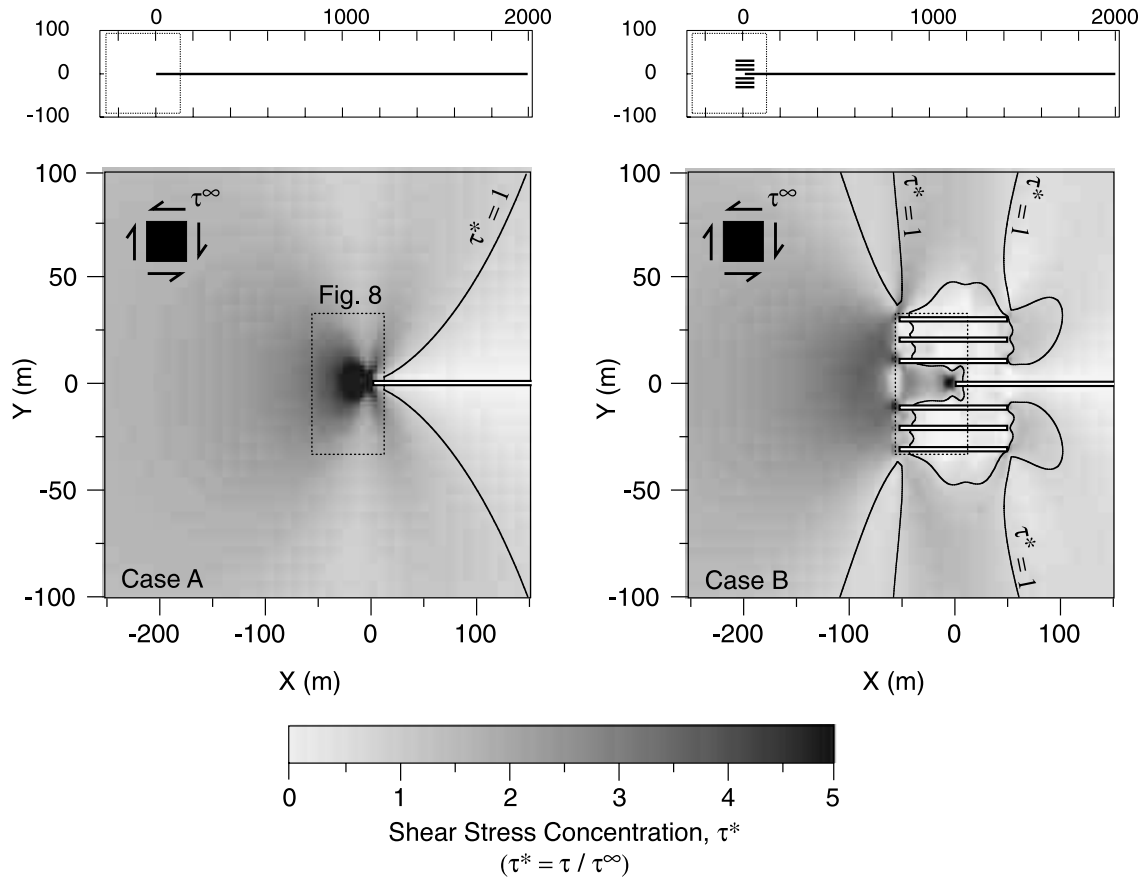 0 1000 2000
0 1000 2000
100
0
-100
100
0
-100
100
50
0
-50
-100
Y (m)
τ∞
τ* = 1
Fig. 8
Case A
-200 -100 0 100
X (m)
100
50
0
-50
-100
Y (m)
τ∞
τ* = 1
τ* = 1
τ* = 1
Case B
-200 -100 0 100
X (m)
0 1 2 3 4 5
Shear Stress Concentration, τ*
(τ* = τ / τ∞)